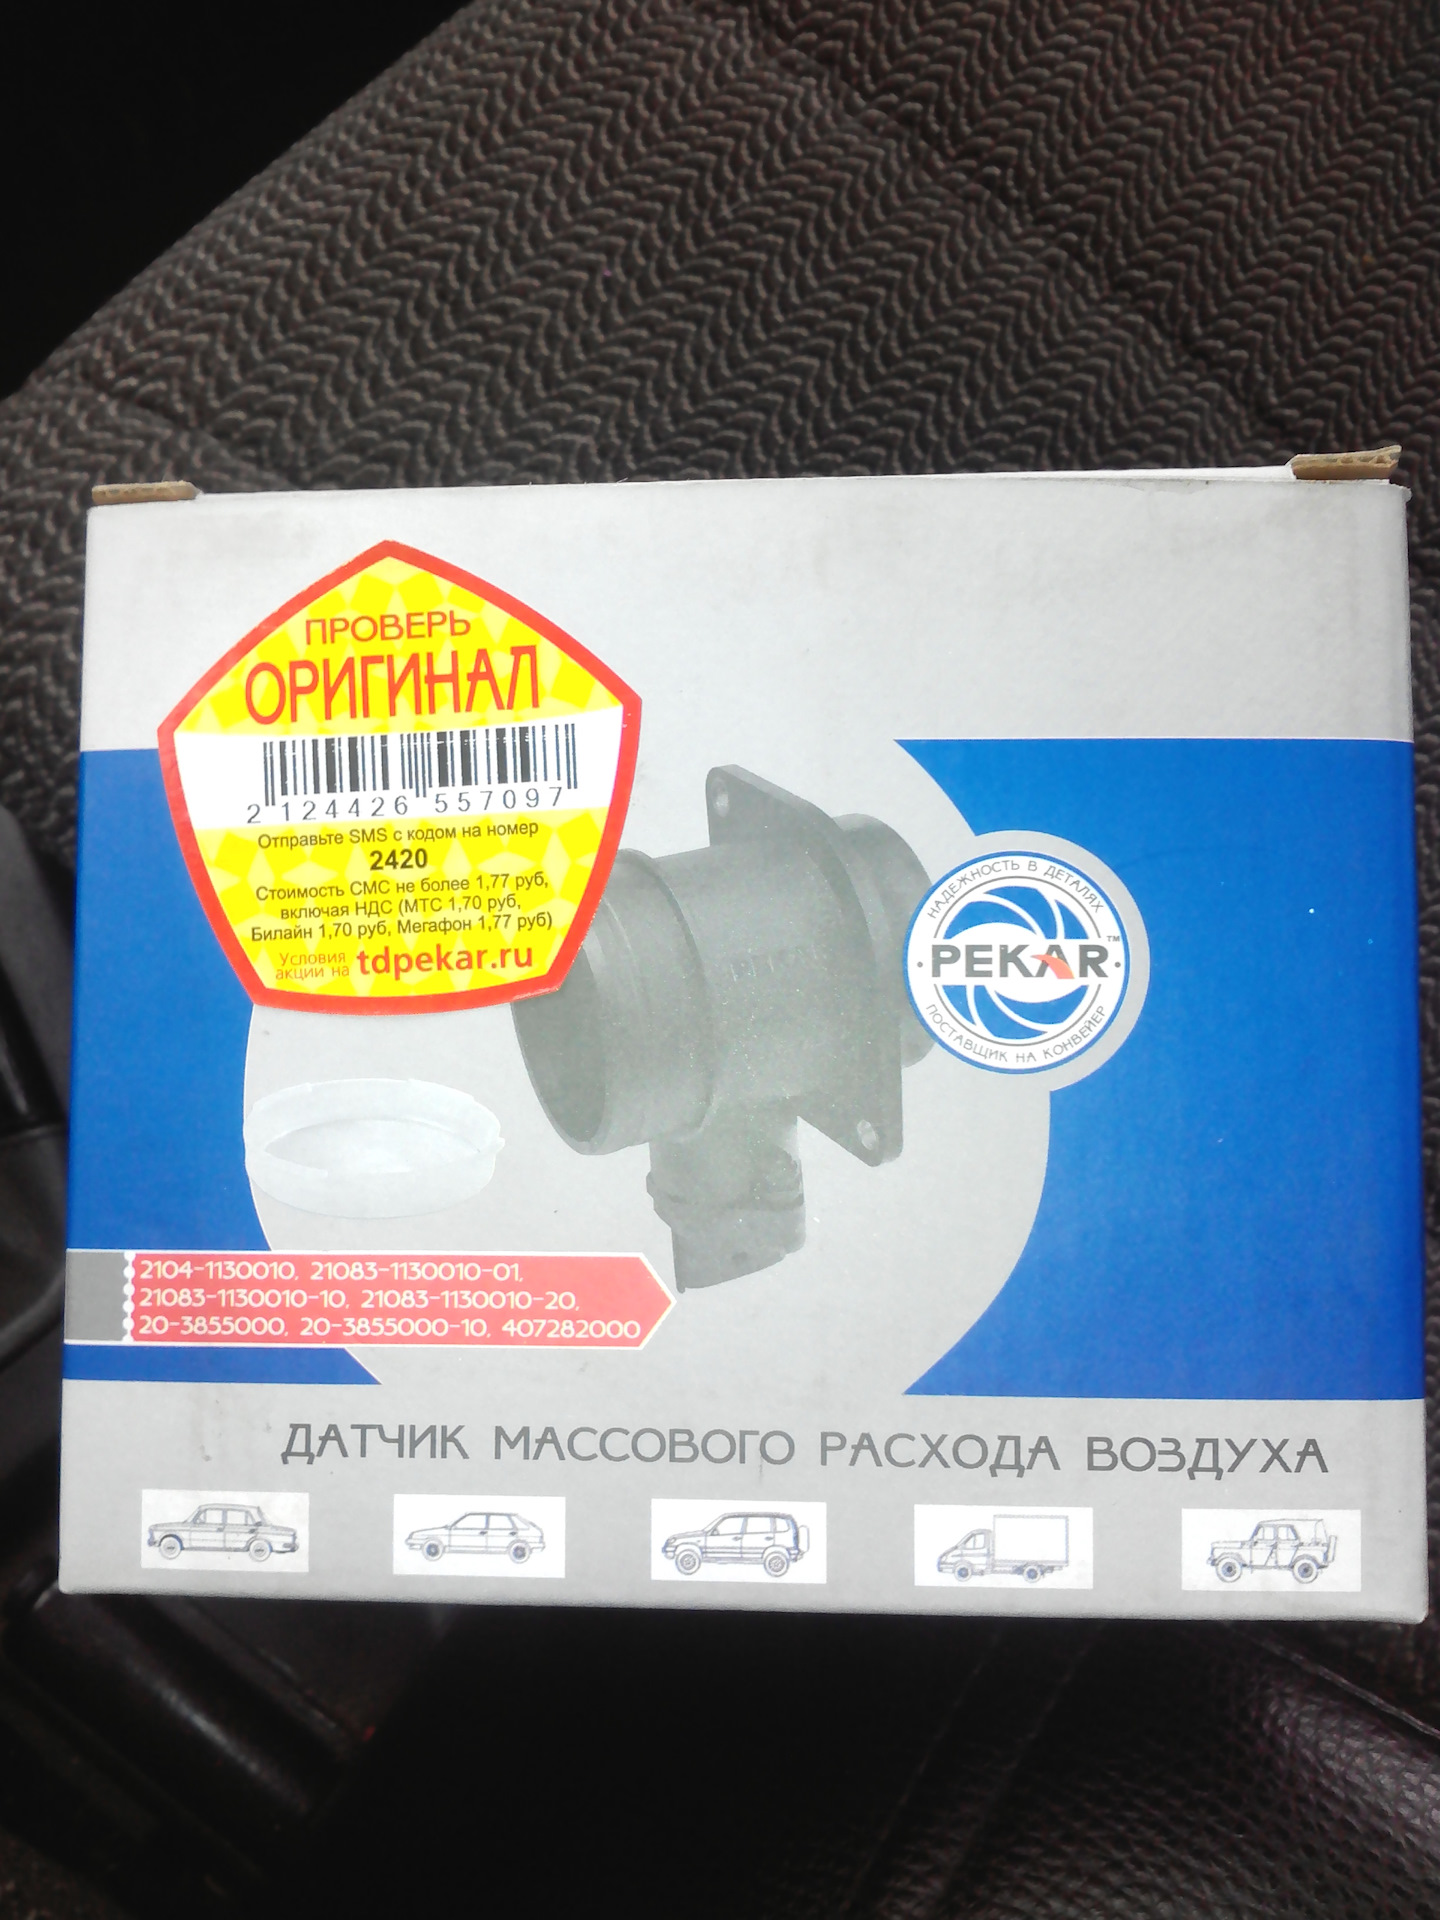 ПРОВЕРЬ
ОРИГИНАЛ
2 124426 557097
Отправьте SMS с кодом на номер
2420
Стоимость СМС не более 1,77 руб,
включая НДС (МТС 1,70 руб,
Билайн 1,70 руб, Мегафон 1,77 руб)
Условия
акции на tdpekar.ru
НАДЕЖНОСТЬ В ДЕТАЛЯХ
PEKAR™
ПОСТАВЩИК НА КОНВЕЙЕР
2104-1130010, 21083-1130010-01,
21083-1130010-10, 21083-1130010-20,
20-3855000, 20-3855000-10, 407282000
ДАТЧИК МАССОВОГО РАСХОДА ВОЗДУХА